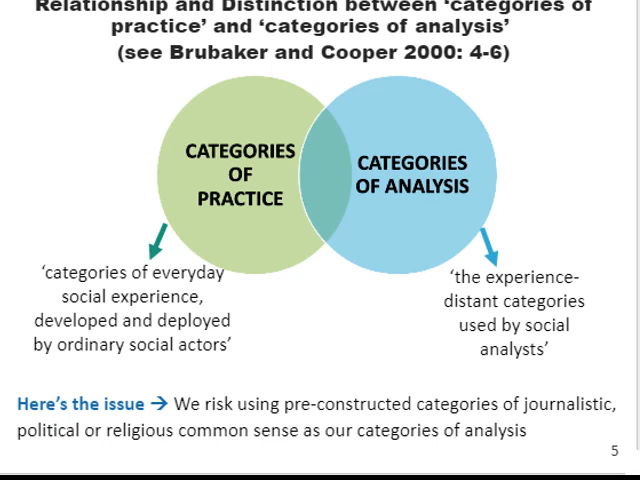 Relationship and Distinction between ‘categories of
practice’ and ‘categories of analysis’
(see Brubaker and Cooper 2000: 4-6)
CATEGORIES
OF
PRACTICE
CATEGORIES
OF ANALYSIS
‘categories of everyday
social experience,
developed and deployed
by ordinary social actors’
‘the experience-
distant categories
used by social
analysts’
Here’s the issue → We risk using pre-constructed categories of journalistic,
political or religious common sense as our categories of analysis
5